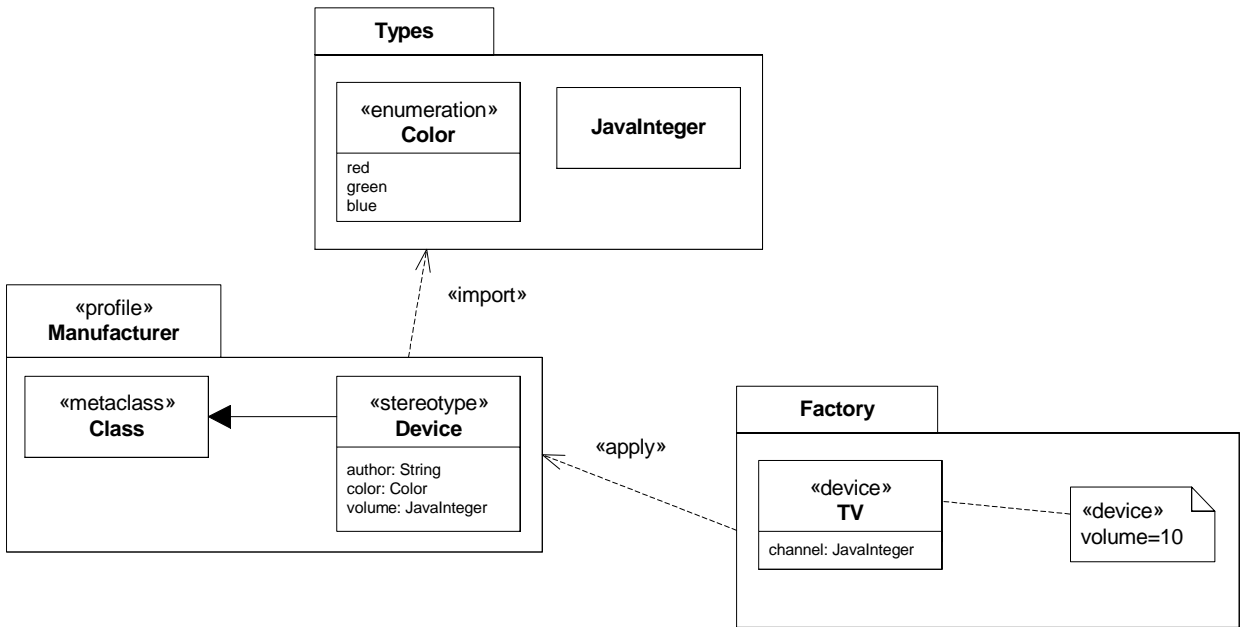 Types
«enumeration»
Color
red
green
blue
JavaInteger
«import»
«profile»
Manufacturer
«metaclass»
Class
«stereotype»
Device
author: String
color: Color
volume: JavaInteger
«apply»
Factory
«device»
TV
channel: JavaInteger
«device»
volume=10